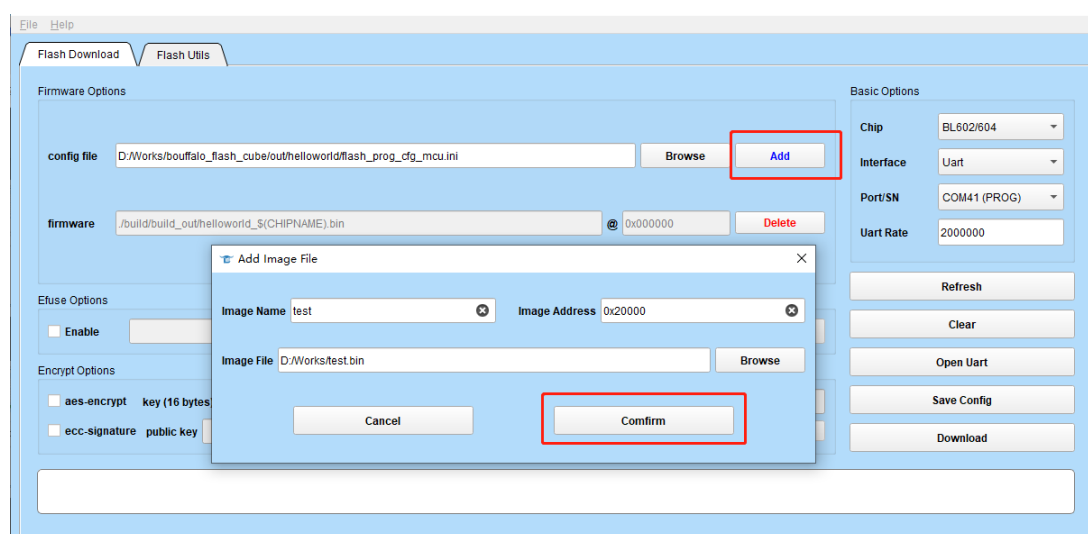 File Help
Flash Download Flash Utils
Firmware Options
config file D:/Works/bouffalo_flash_cube/out/helloworld/flash_prog_cfg_mcu.ini Browse Add
firmware ./build/build_out/helloworld_$(CHIPNAME).bin @ 0x000000 Delete
Add Image File
Image Name test Image Address 0x20000
Image File D:/Works/test.bin Browse
Cancel Confirm
Efuse Options
Enable
Encrypt Options
aes-encrypt key (16 bytes
ecc-signature public key
Basic Options
Chip BL602/604
Interface Uart
Port/SN COM41 (PROG)
Uart Rate 2000000
Refresh
Clear
Open Uart
Save Config
Download